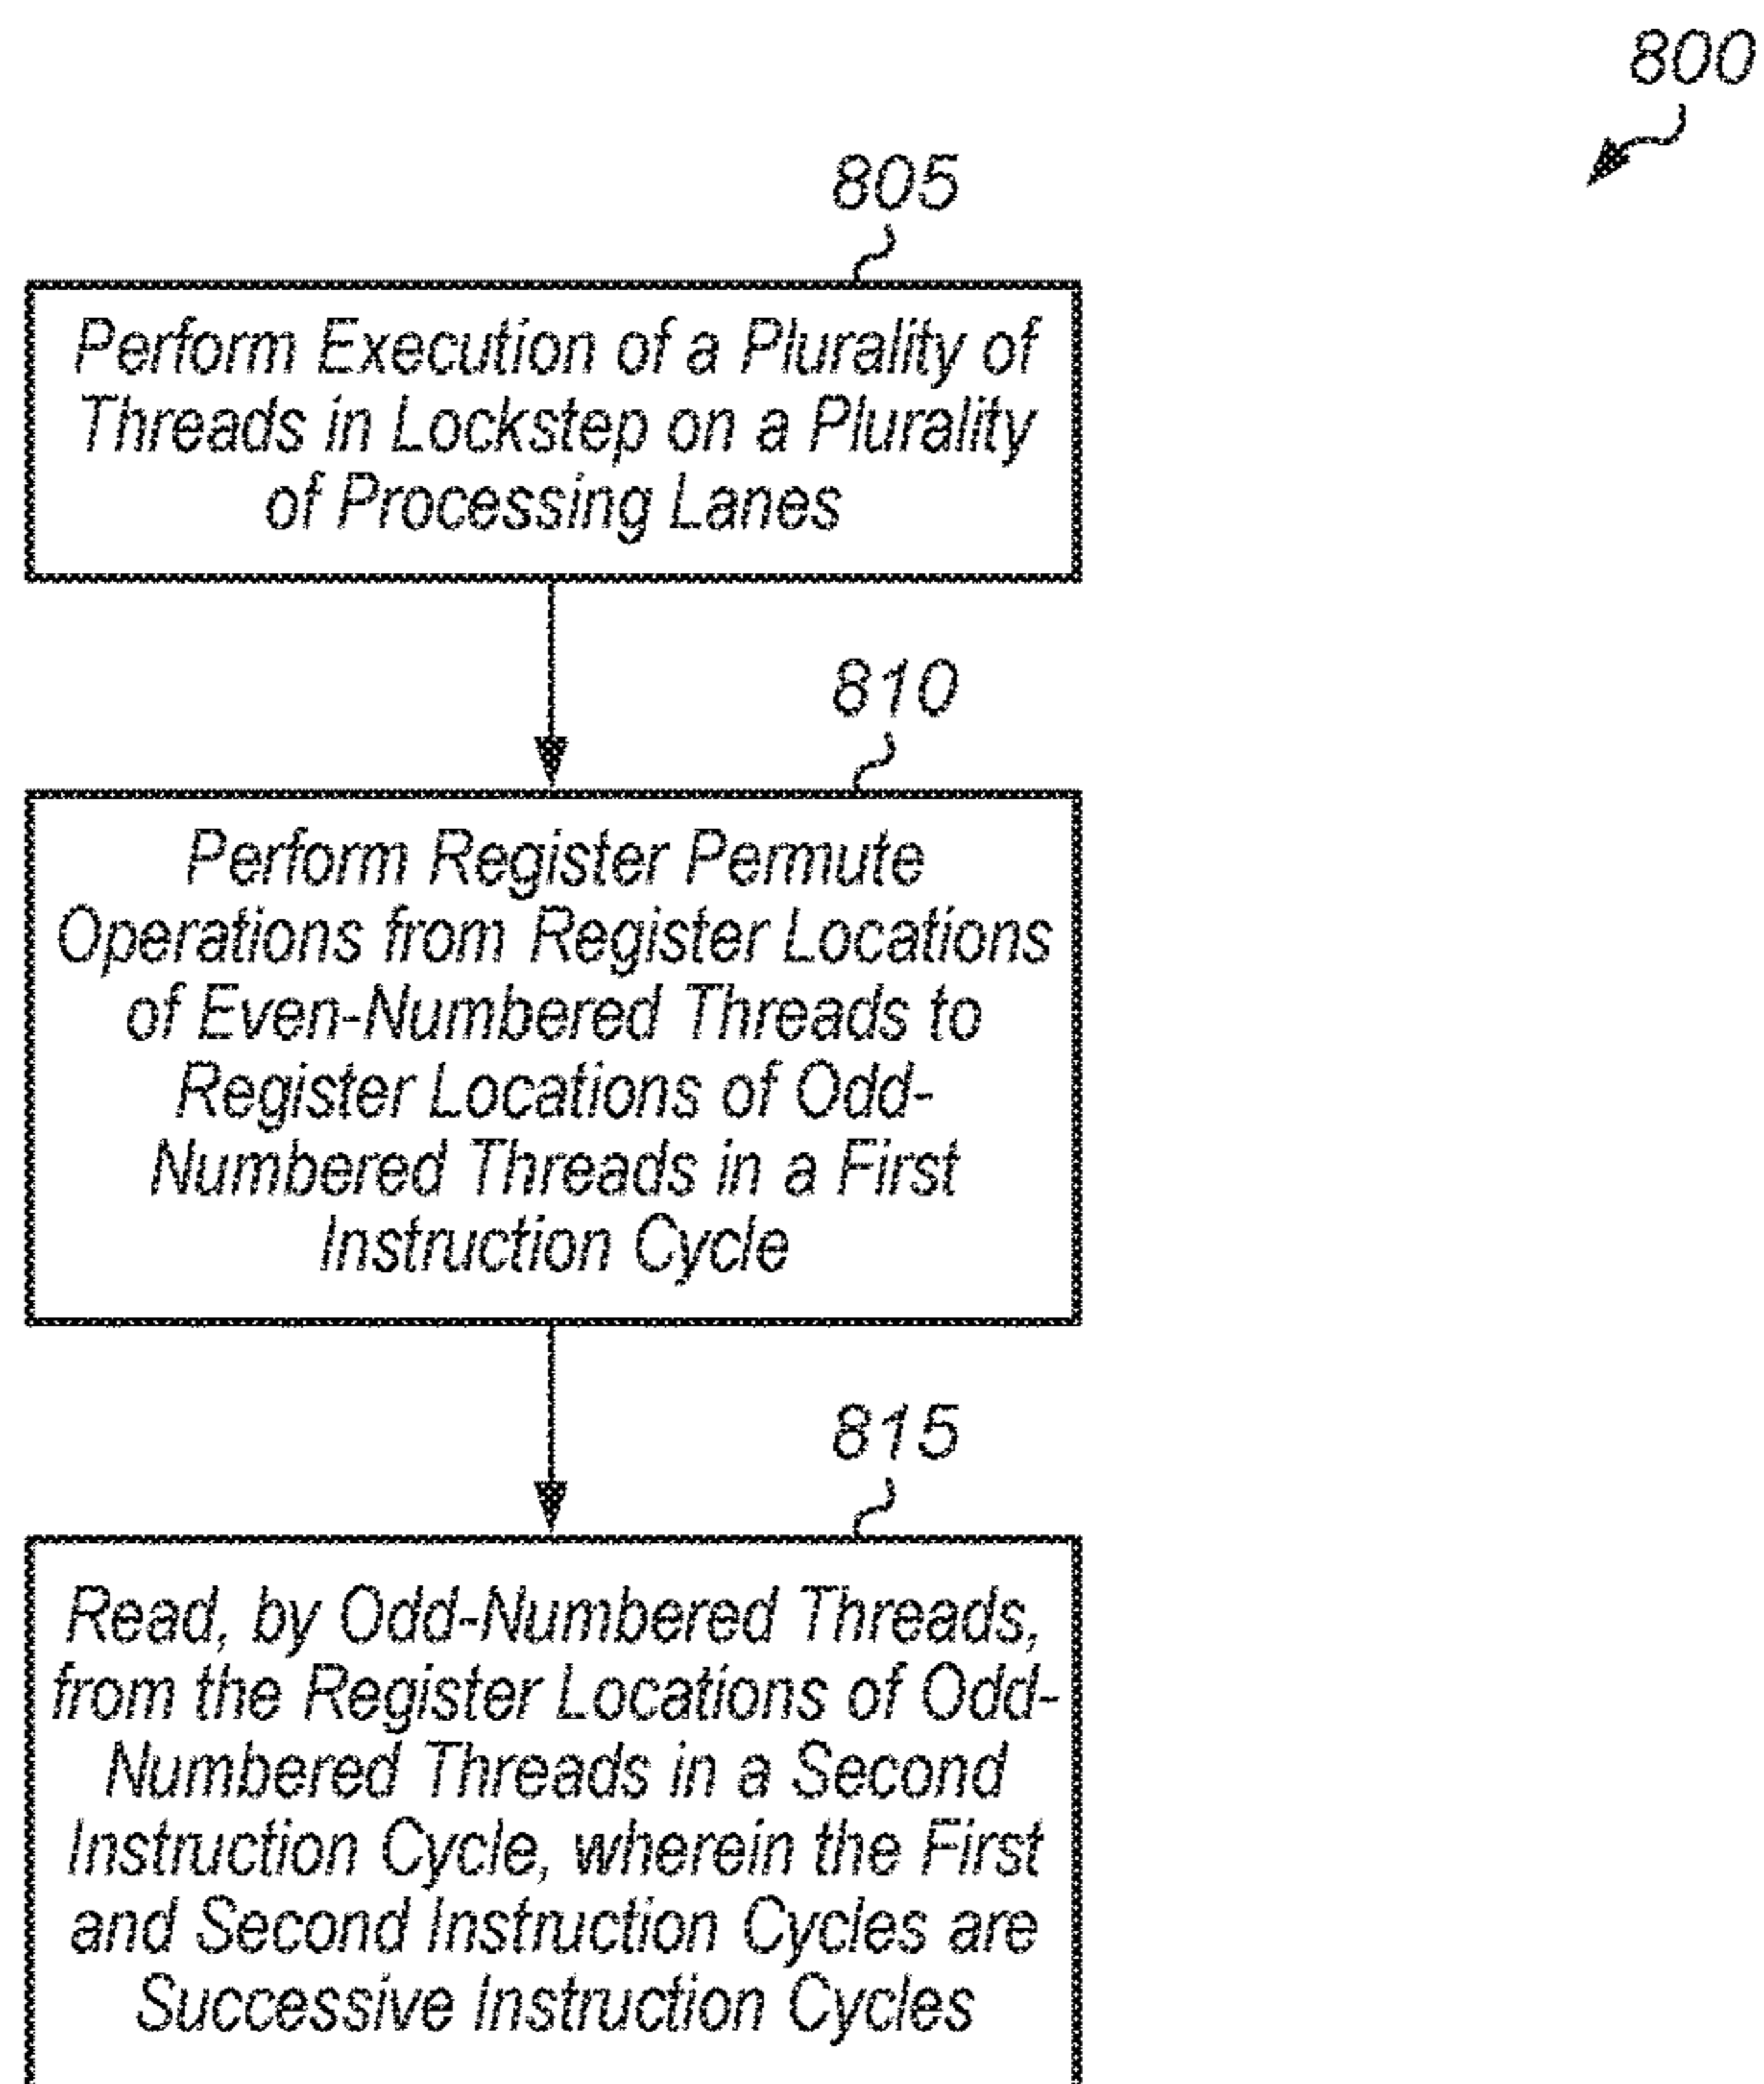 800
805
Perform Execution of a Plurality of
Threads in Lockstep on a Plurality
of Processing Lanes
810
Perform Register Permute
Operations from Register Locations
of Even-Numbered Threads to
Register Locations of Odd-
Numbered Threads in a First
Instruction Cycle
815
Read, by Odd-Numbered Threads,
from the Register Locations of Odd-
Numbered Threads in a Second
Instruction Cycle, wherein the First
and Second Instruction Cycles are
Successive Instruction Cycles